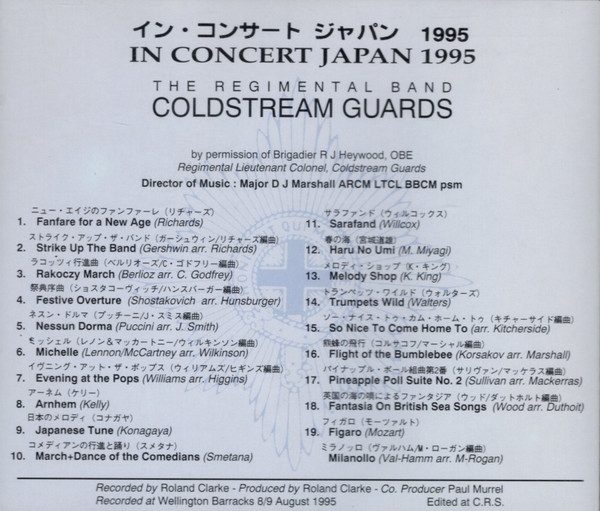 イン・コンサート ジャパン 1995
IN CONCERT JAPAN 1995
THE REGIMENTAL BAND
COLDSTREAM GUARDS
by permission of Brigadier R J Heywood, OBE
Regimental Lieutenant Colonel, Coldstream Guards
Director of Music : Major D J Marshall ARCM LTCL BBCM psm
ニュー・エイジのファンファーレ（リチャーズ）
1. Fanfare for a New Age (Richards)
ストライク・アップ・ザ・バンド（ガーシュウィン/リチャーズ編曲）
2. Strike Up The Band (Gershwin arr. Richards)
ラコッツィ行進曲（ベルリオーズ/C・ゴドフリー編曲）
3. Rakoczy March (Berlioz arr. C. Godfrey)
祭典序曲（ショスタコーヴィッチ/ハンスバーガー編曲）
4. Festive Overture (Shostakovich arr. Hunsburger)
ネスン・ドルマ（プッチーニ/J・スミス編曲）
5. Nessun Dorma (Puccini arr. J. Smith)
ミッシェル（レノン＆マッカートニー/ウィルキンソン編曲）
6. Michelle (Lennon/McCartney arr. Wilkinson)
イヴニング・アット・ザ・ポップス（ウィリアムズ/ヒギンズ編曲）
7. Evening at the Pops (Williams arr. Higgins)
アーネム（ケリー）
8. Arnhem (Kelly)
日本のメロディ（コナガヤ）
9. Japanese Tune (Konagaya)
コメディアンの行進と踊り（スメタナ）
10. March+Dance of the Comedians (Smetana)
サラファンド（ウィルコックス）
11. Sarafand (Willcox)
春の海（宮城道雄）
12. Haru No Umi (M. Miyagi)
メロディ・ショップ（K・キング）
13. Melody Shop (K. King)
トランペッツ・ワイルド（ウォルターズ）
14. Trumpets Wild (Walters)
ソー・ナイス・トゥ・カム・ホーム・トゥ（キチャーサイド編曲）
15. So Nice To Come Home To (arr. Kitcherside)
熊蜂の飛行（コルサコフ/マーシャル編曲）
16. Flight of the Bumblebee (Korsakov arr. Marshall)
パイナップル・ポール組曲第2番（サリヴァン/マッケラス編曲）
17. Pineapple Poll Suite No. 2 (Sullivan arr. Mackerras)
英国の海の唄によるファンタジア（ウッド/ダットホルト編曲）
18. Fantasia On British Sea Songs (Wood arr. Duthoit)
フィガロ（モーツァルト）
19. Figaro (Mozart)
ミラノッロ（ヴァルハム/M・ローガン編曲）
Milanollo (Val-Hamm arr. M-Rogan)
Recorded by Roland Clarke - Produced by Roland Clarke - Co. Producer Paul Murrel
Recorded at Wellington Barracks 8/9 August 1995 Edited at C.R.S.